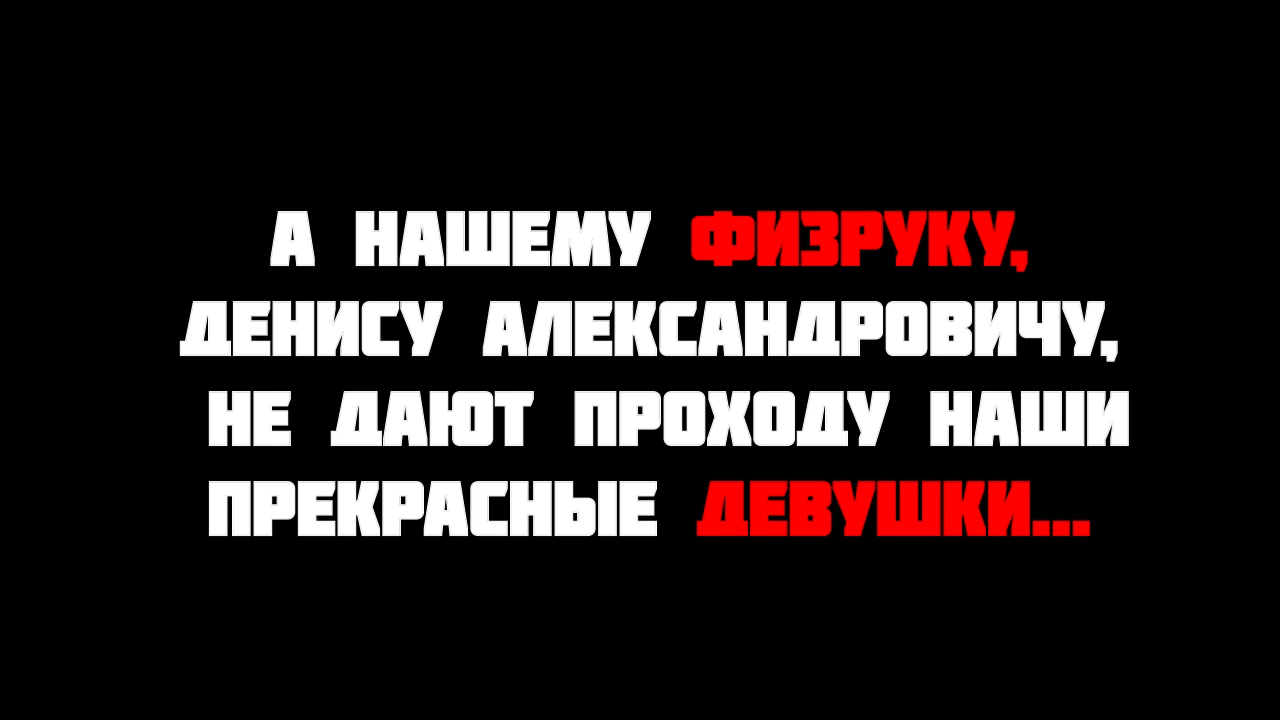 А НАШЕМУ ФИЗРУКУ,
ДЕНИСУ АЛЕКСАНДРОВИЧУ,
НЕ ДАЮТ ПРОХОДУ НАШИ
ПРЕКРАСНЫЕ ДЕВУШКИ...